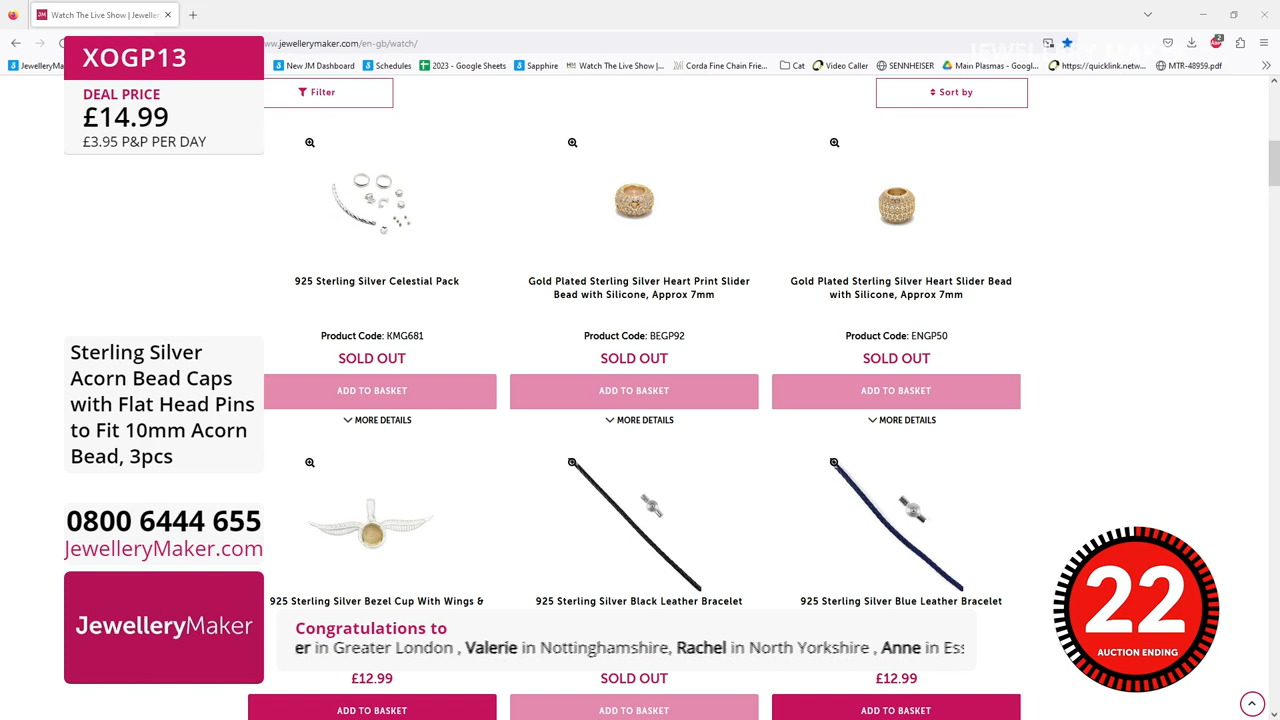 Watch The Live Show | Jeweller
ww.jewellerymaker.com/en-gb/watch/
JewelleryMa
New JM Dashboard
Schedules
2023 - Google Sheets
Sapphire
Watch The Live Show |...
Corda Fine Chain Fron...
Cat
Video Caller
SENNHEISER
Main Plasmas - Googl...
https://quicklink.netw...
MTR-48959.pdf
XOGP13
DEAL PRICE
£14.99
£3.95 P&P PER DAY
Filter
Sort by
925 Sterling Silver Celestial Pack
Product Code: KMG681
SOLD OUT
ADD TO BASKET
MORE DETAILS
Gold Plated Sterling Silver Heart Print Slider
Bead with Silicone, Approx 7mm
Product Code: BEGP92
SOLD OUT
ADD TO BASKET
MORE DETAILS
Gold Plated Sterling Silver Heart Slider Bead
with Silicone, Approx 7mm
Product Code: ENGP50
SOLD OUT
ADD TO BASKET
MORE DETAILS
Sterling Silver
Acorn Bead Caps
with Flat Head Pins
to Fit 10mm Acorn
Bead, 3pcs
0800 6444 655
JewelleryMaker.com
JewelleryMaker
925 Sterling Silver Bezel Cup With Wings &
925 Sterling Silver Black Leather Bracelet
925 Sterling Silver Blue Leather Bracelet
Congratulations to
er in Greater London , Valerie in Nottinghamshire, Rachel in North Yorkshire , Anne in Ess
£12.99
SOLD OUT
£12.99
ADD TO BASKET
ADD TO BASKET
ADD TO BASKET
22
AUCTION ENDING